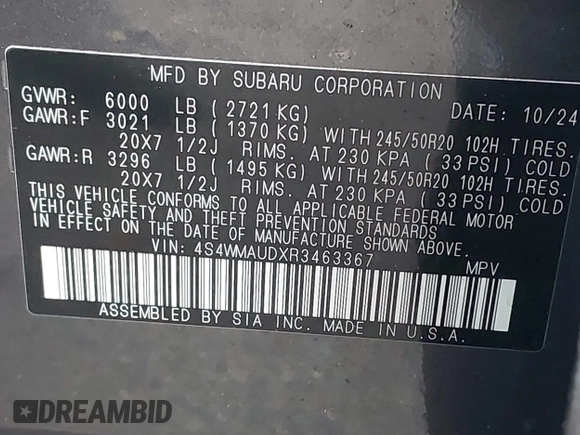 MFD BY SUBARU CORPORATION
GVWR: 6000 LB ( 2721 KG) DATE: 10/24
GAWR:F 3021 LB ( 1370 KG) WITH 245/50R20 102H TIRES.
20X7 1/2J RIMS. AT 230 KPA ( 33 PSI) COLD
GAWR:R 3296 LB ( 1495 KG) WITH 245/50R20 102H TIRES.
20X7 1/2J RIMS. AT 230 KPA ( 33 PSI) COLD
THIS VEHICLE CONFORMS TO ALL APPLICABLE FEDERAL MOTOR
VEHICLE SAFETY AND THEFT PREVENTION STANDARDS
IN EFFECT ON THE DATE OF MANUFACTURE SHOWN ABOVE.
VIN: 4S4WMAUDXR3463367 MPV
ASSEMBLED BY SIA INC. MADE IN U.S.A.
DREAMBID